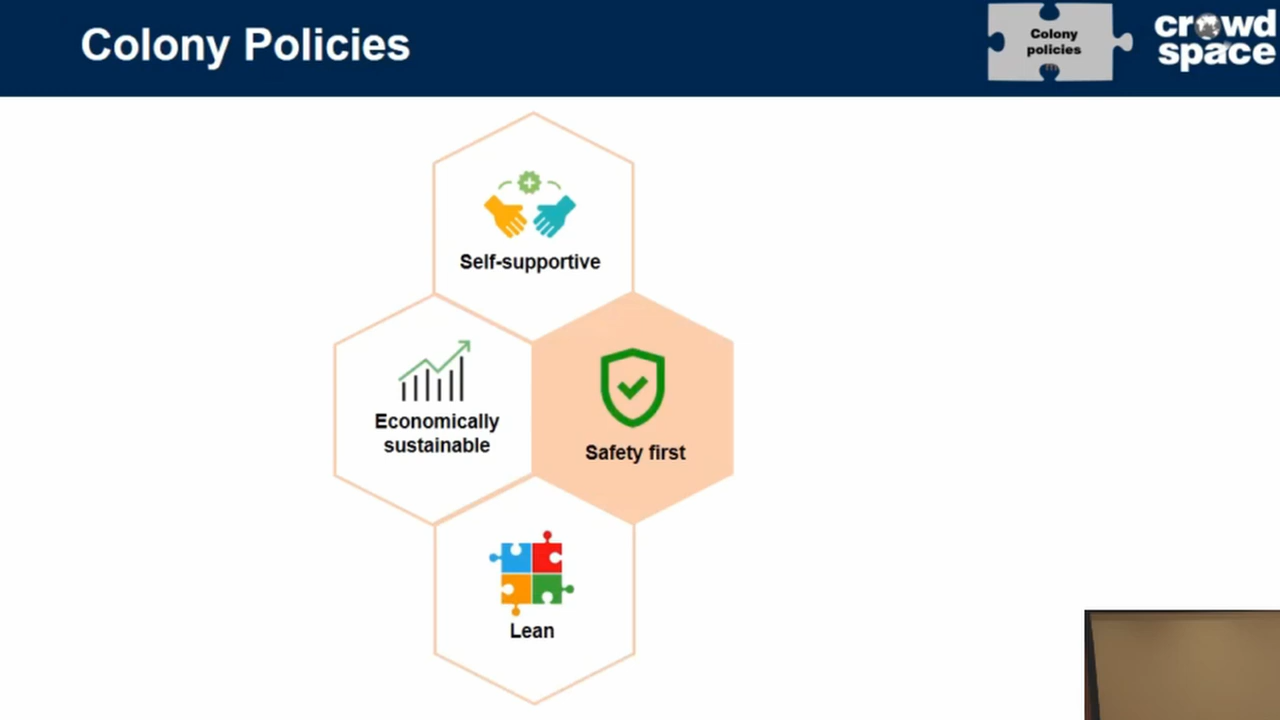 Colony Policies
Colony
policies
crowd
space
Self-supportive
Economically
sustainable
Safety first
Lean